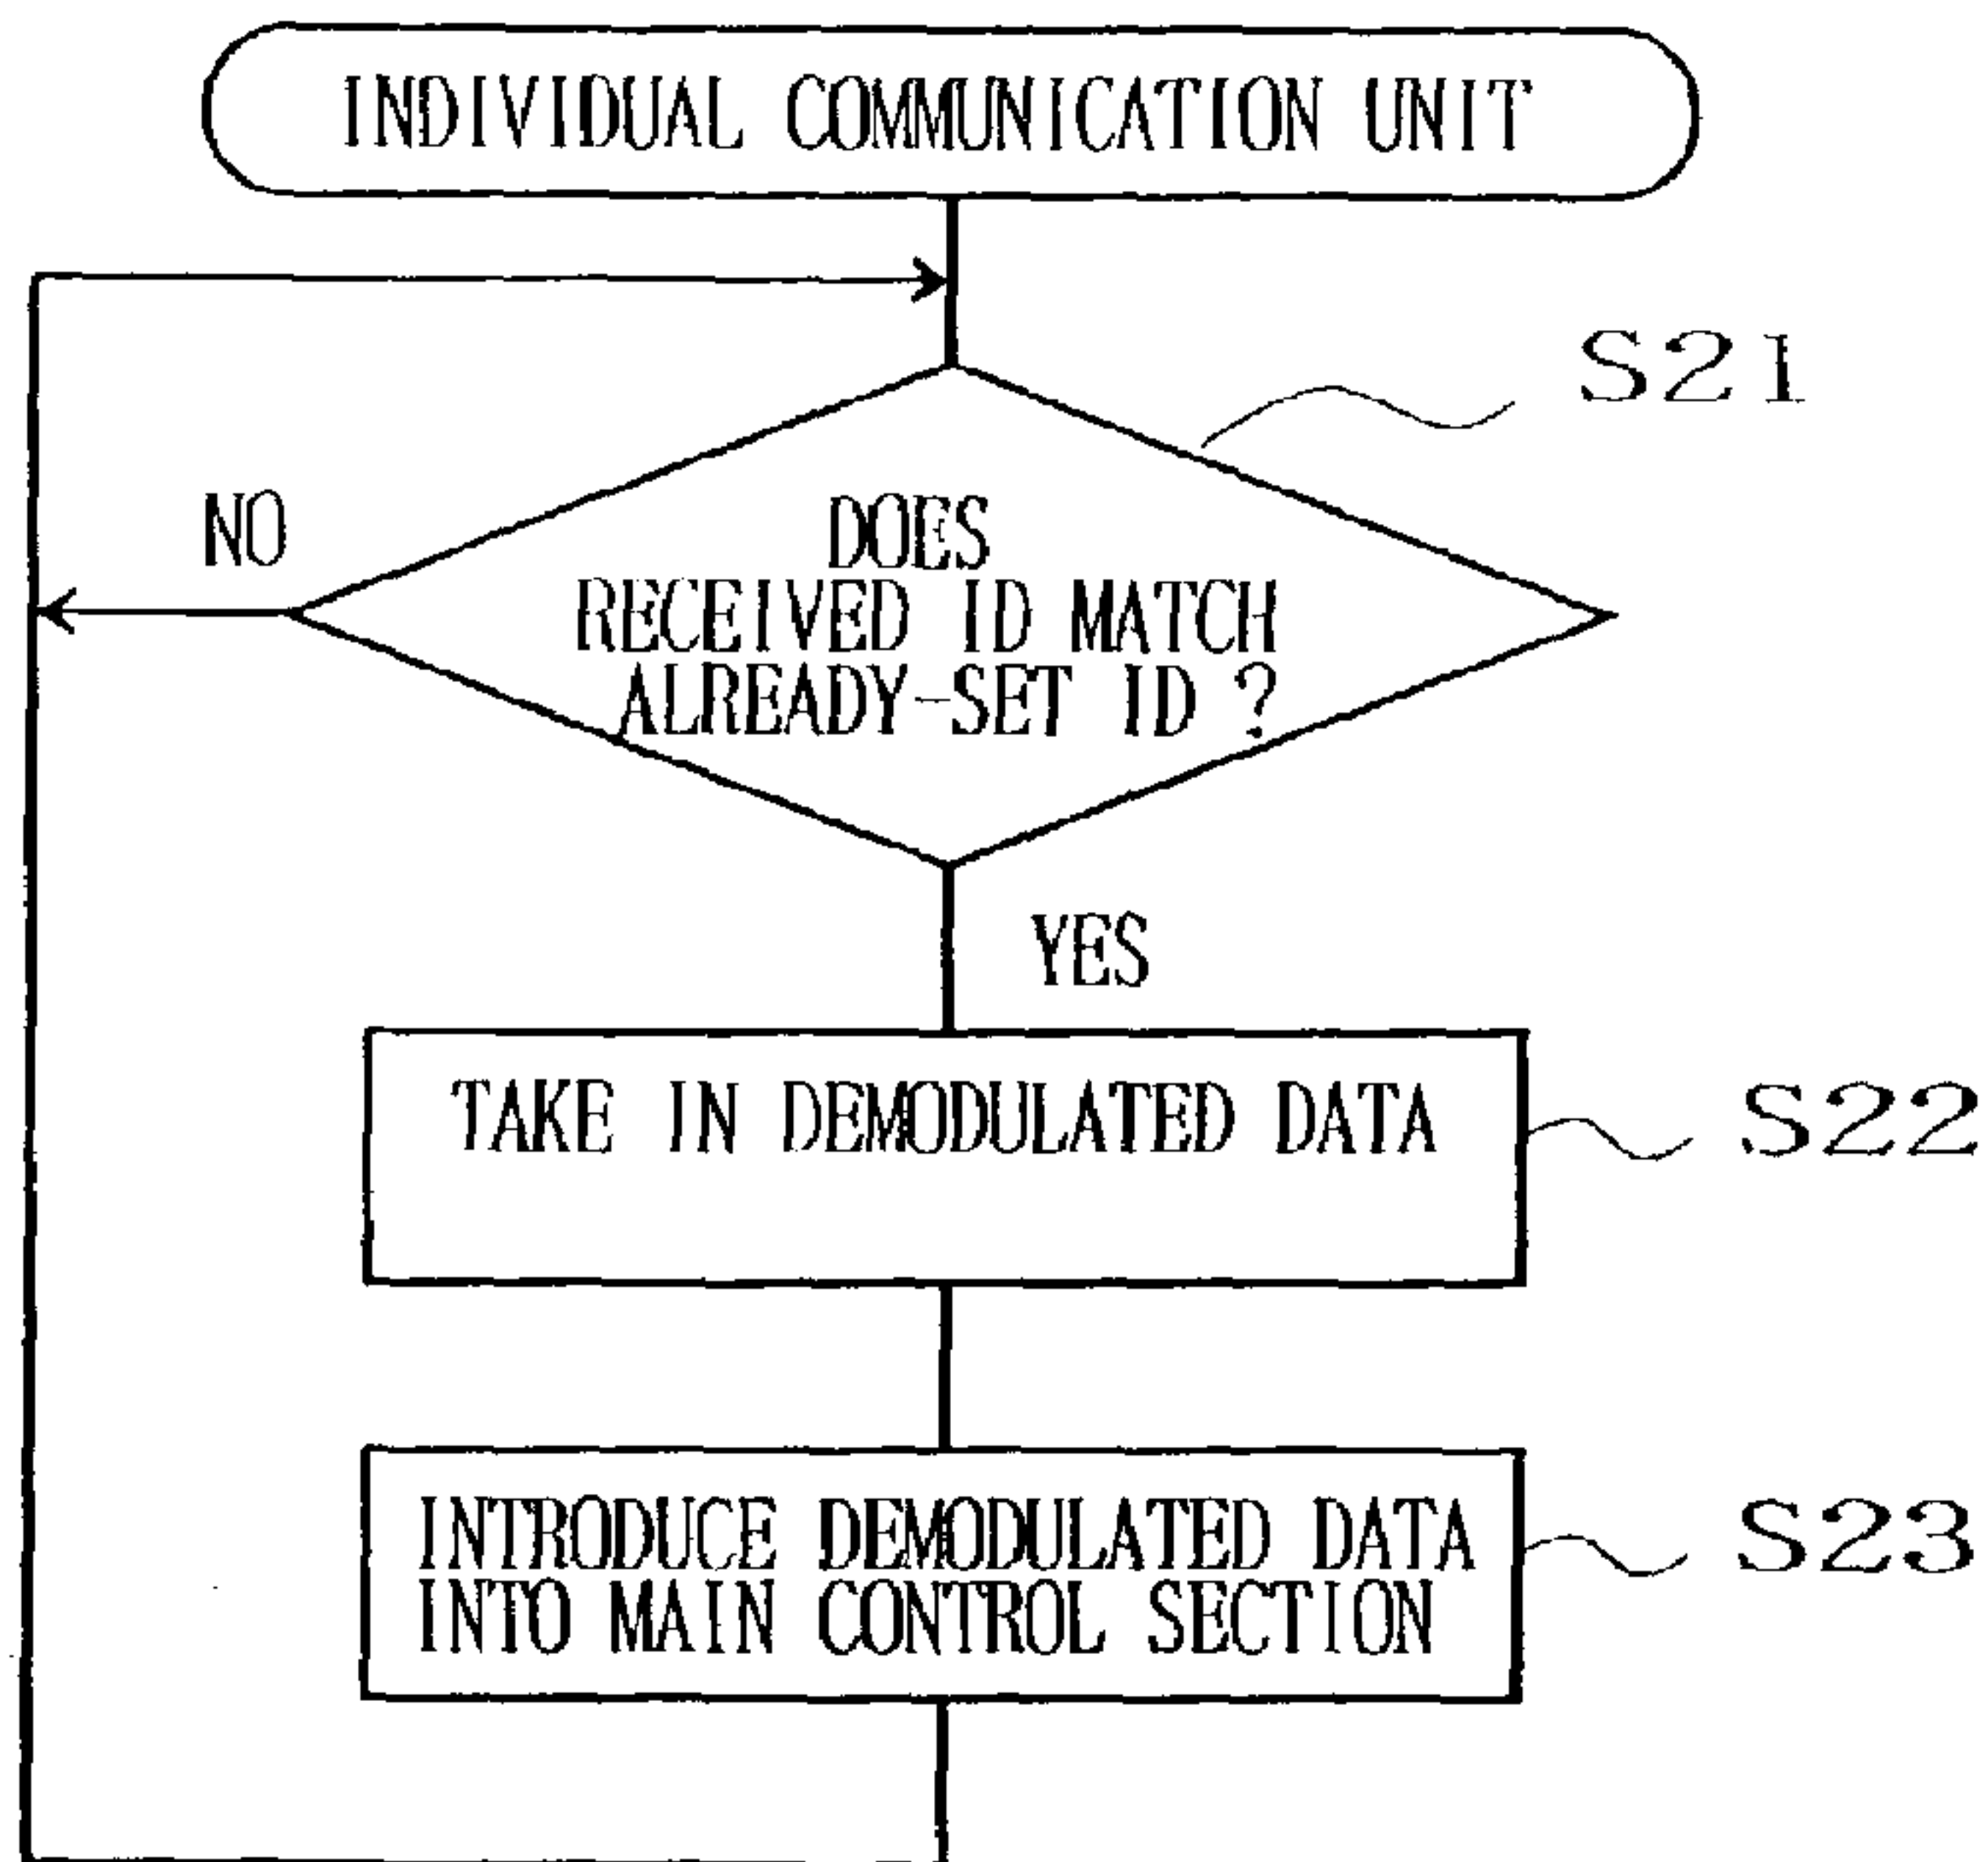 INDIVIDUAL COMMUNICATION UNIT
S21
NO
DOES
RECEIVED ID MATCH
ALREADY-SET ID ?
YES
TAKE IN DEMODULATED DATA
S22
INTRODUCE DEMODULATED DATA
INTO MAIN CONTROL SECTION
S23